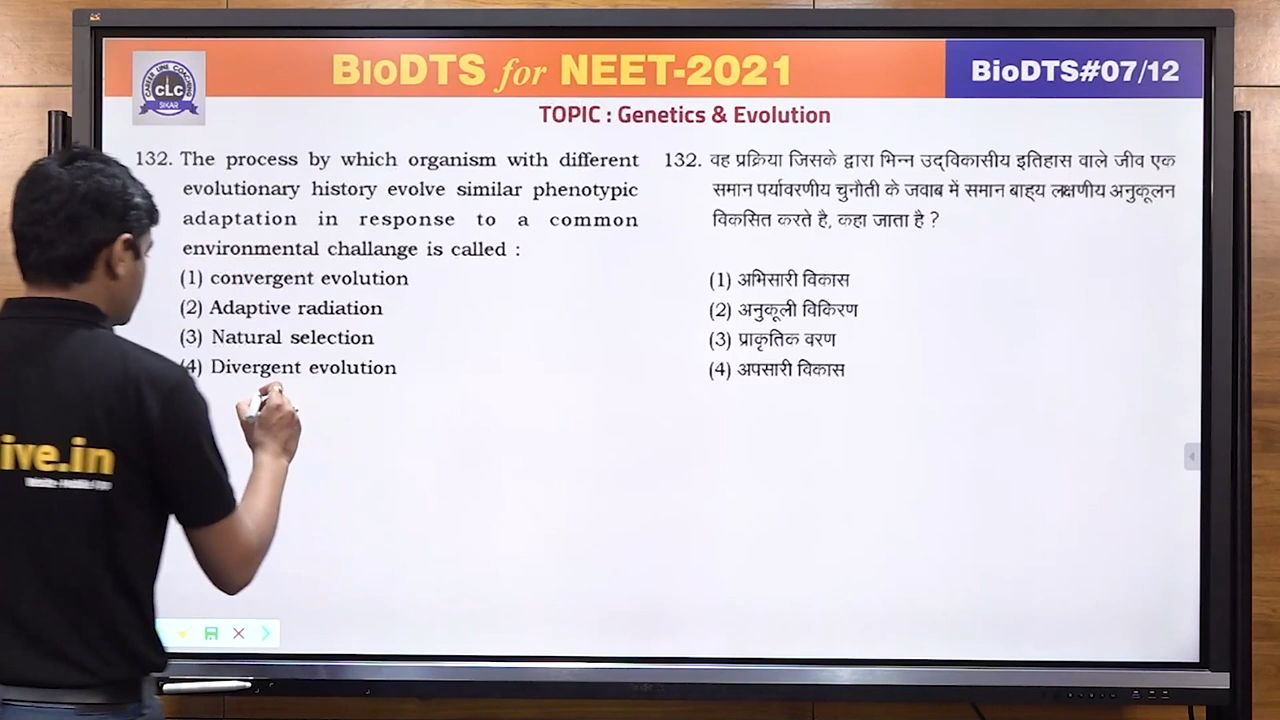 BIODTS for NEET-2021
BioDTS#07/12
CAREER LINE COACHING
CLC
SIKAR
TOPIC : Genetics & Evolution
132. The process by which organism with different
evolutionary history evolve similar phenotypic
adaptation in response to a common
environmental challange is called :
(1) convergent evolution
(2) Adaptive radiation
(3) Natural selection
(4) Divergent evolution
132. वह प्रक्रिया जिसके द्वारा भिन्न उद्विकासीय इतिहास वाले जीव एक
समान पर्यावरणीय चुनौती के जवाब में समान बाह्य लक्षणीय अनुकूलन
विकसित करते है, कहा जाता है ?
(1) अभिसारी विकास
(2) अनुकूली विकिरण
(3) प्राकृतिक वरण
(4) अपसारी विकास
ive.in